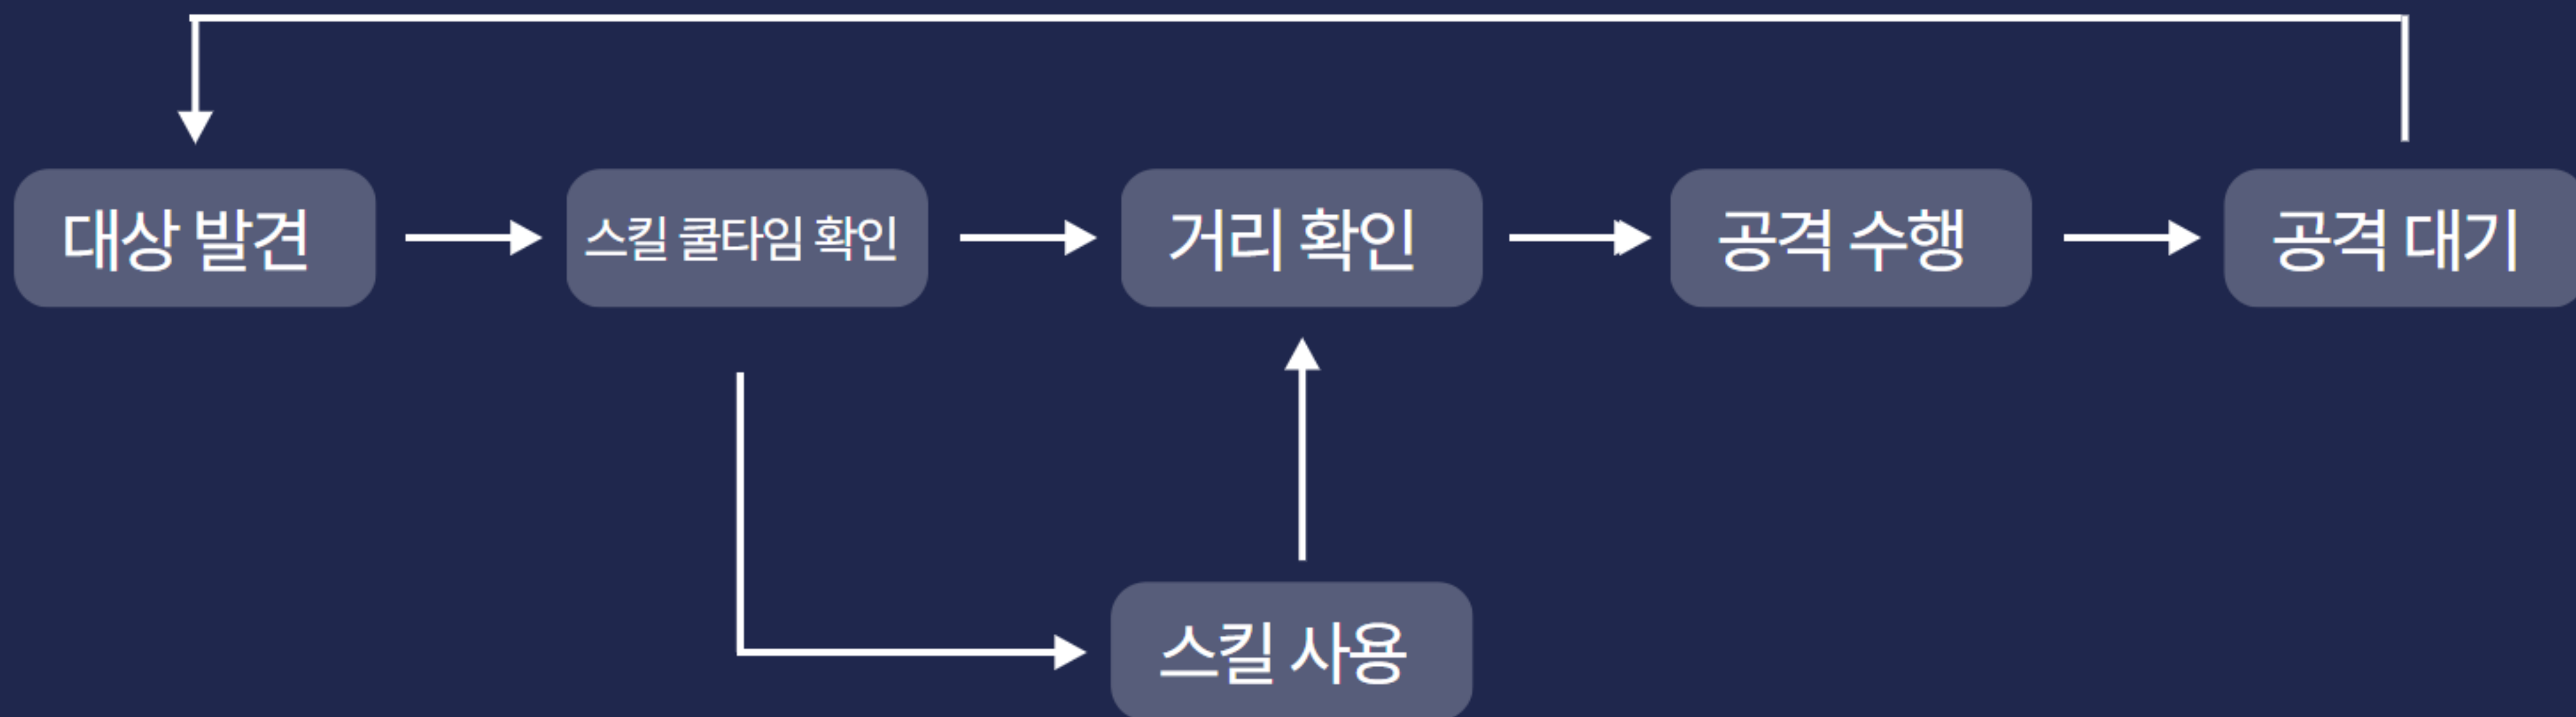 대상 발견
스킬 쿨타임 확인
거리 확인
공격 수행
공격 대기
스킬 사용